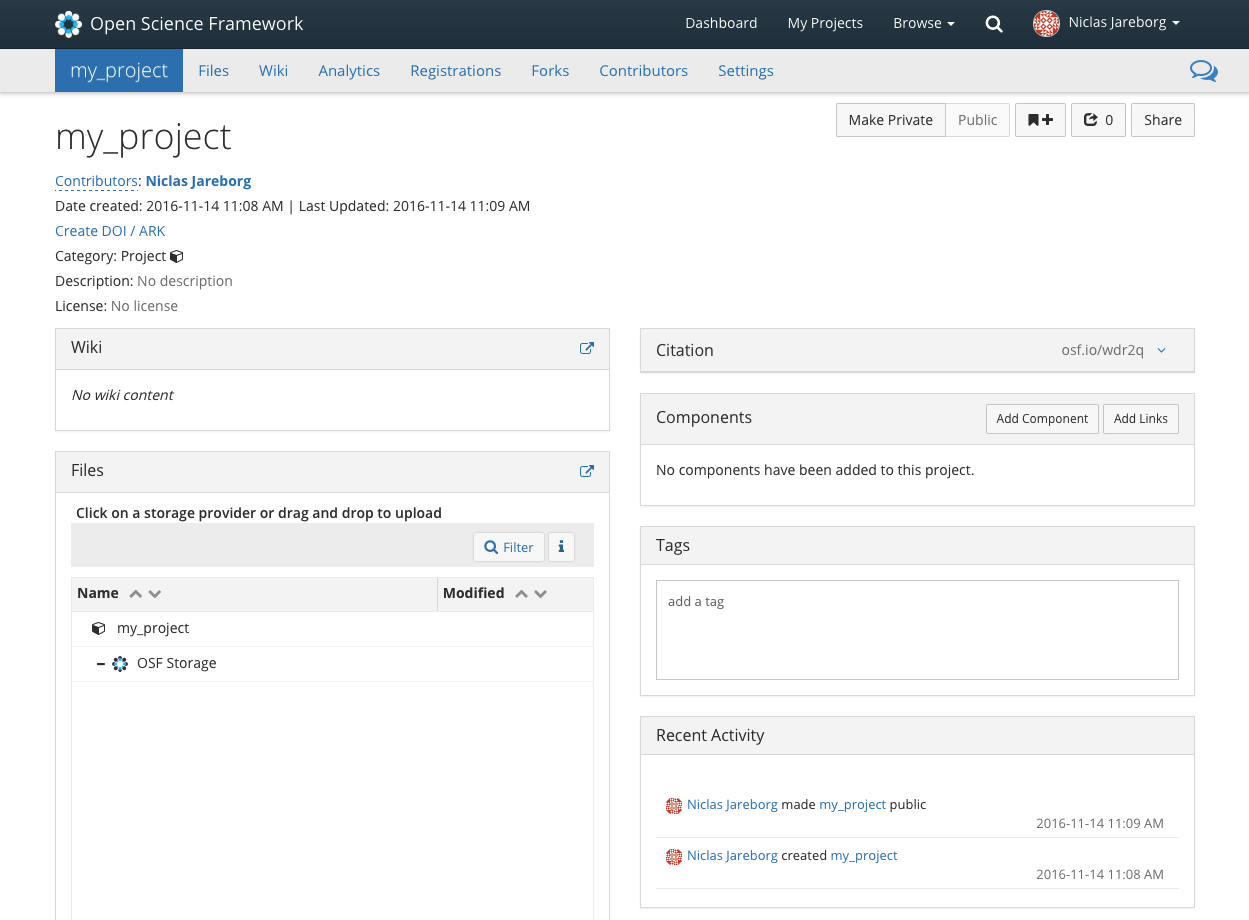 Open Science Framework
Dashboard
My Projects
Browse
Niclas Jareborg
my_project
Files
Wiki
Analytics
Registrations
Forks
Contributors
Settings
my_project
Make Private
Public
0
Share
Contributors: Niclas Jareborg
Date created: 2016-11-14 11:08 AM | Last Updated: 2016-11-14 11:09 AM
Create DOI / ARK
Category: Project
Description: No description
License: No license
Wiki
No wiki content
Files
Click on a storage provider or drag and drop to upload
Filter
Name
Modified
my_project
OSF Storage
Citation
osf.io/wdr2q
Components
Add Component
Add Links
No components have been added to this project.
Tags
add a tag
Recent Activity
Niclas Jareborg made my_project public
2016-11-14 11:09 AM
Niclas Jareborg created my_project
2016-11-14 11:08 AM